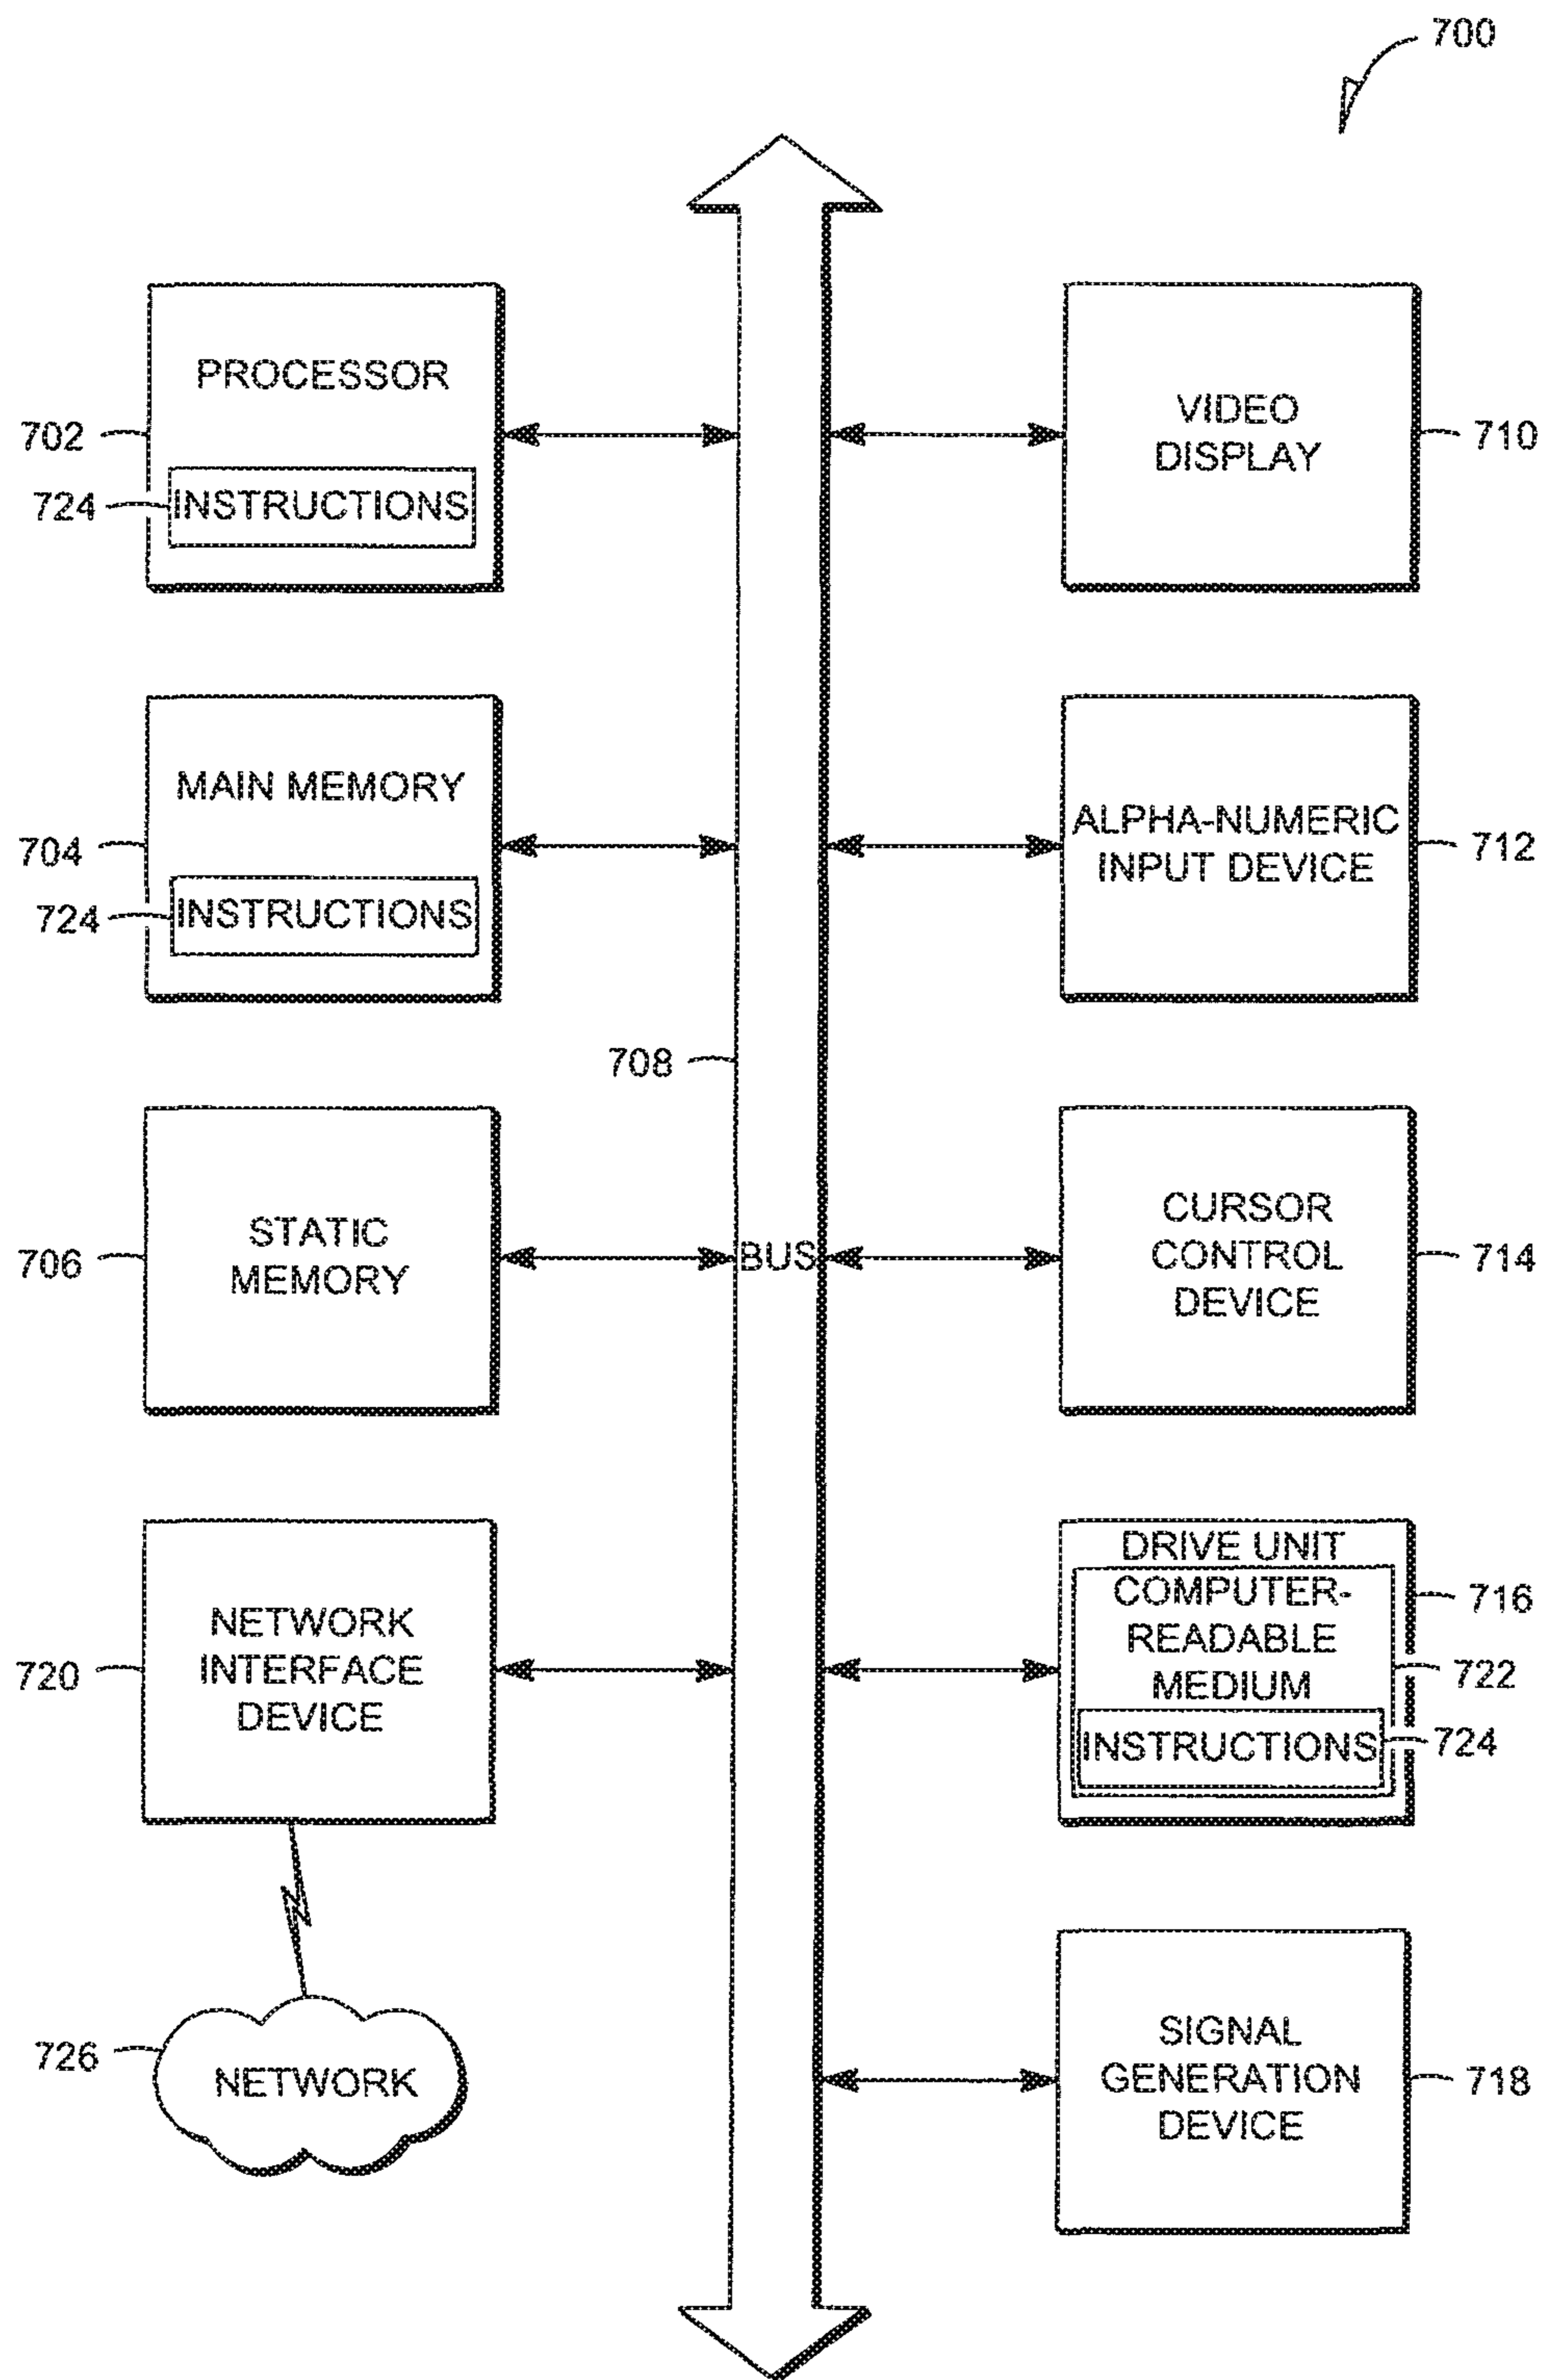 700
PROCESSOR
702
724
INSTRUCTIONS
VIDEO
DISPLAY
710
MAIN MEMORY
704
724
INSTRUCTIONS
ALPHA-NUMERIC
INPUT DEVICE
712
708
BUS
STATIC
MEMORY
706
CURSOR
CONTROL
DEVICE
714
NETWORK
INTERFACE
DEVICE
720
DRIVE UNIT
716
COMPUTER-
READABLE
MEDIUM
722
INSTRUCTIONS
724
726
NETWORK
SIGNAL
GENERATION
DEVICE
718